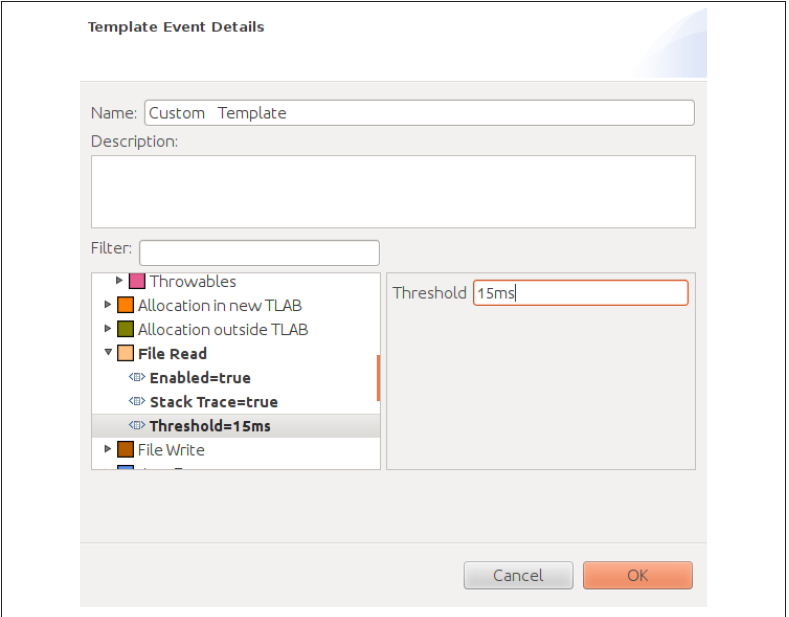 Template Event Details
Name: Custom Template
Description:
Filter:
Throwables
Allocation in new TLAB
Allocation outside TLAB
File Read
Enabled=true
Stack Trace=true
Threshold=15ms
File Write
Threshold 15ms
Cancel OK